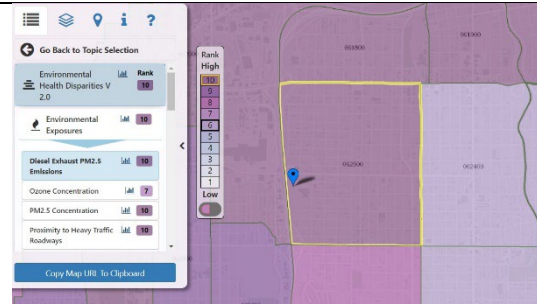 i ?
Go Back to Topic Selection
Environmental Health Disparities V 2.0
Rank
10
Environmental Exposures
10
Diesel Exhaust PM2.5 Emissions
10
Ozone Concentration
7
PM2.5 Concentration
10
Proximity to Heavy Traffic Roadways
10
Copy Map URL To Clipboard
Rank
High
10
9
8
7
6
5
4
3
2
1
Low
061800
061900
062500
062400